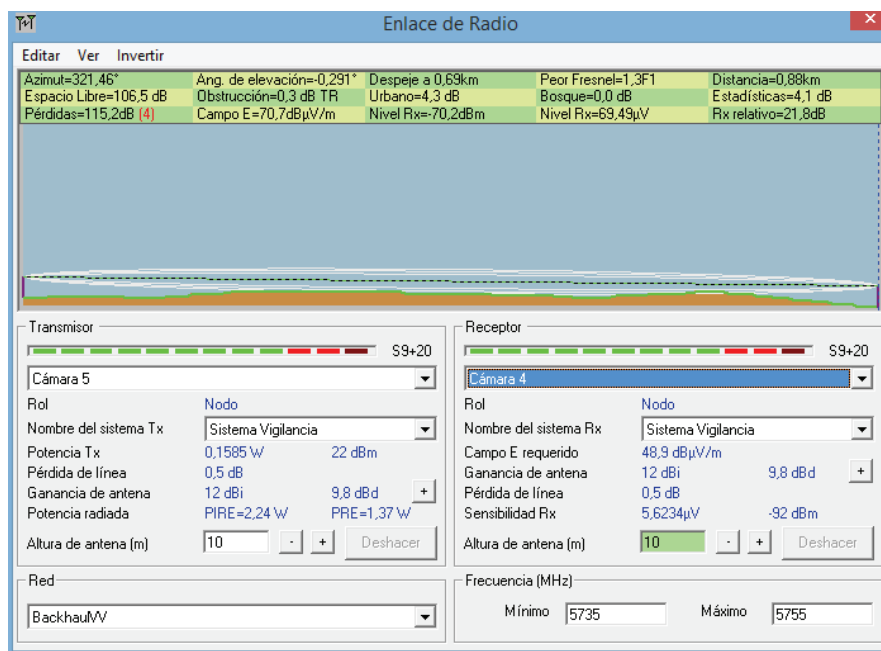 Enlace de Radio
Editar Ver Invertir
Azimut=321,46° Ang. de elevación=-0,291° Despeje a 0,69km Peor Fresnel=1,3F1 Distancia=0,88km
Espacio Libre=106,5 dB Obstrucción=0,3 dB TR Urbano=4,3 dB Bosque=0,0 dB Estadísticas=4,1 dB
Pérdidas=115,2dB (4) Campo E=70,7dBµV/m Nivel Rx=-70,2dBm Nivel Rx=69,49µV Rx relativo=21,8dB
Transmisor
S9+20
Cámara 5
Rol Nodo
Nombre del sistema Tx Sistema Vigilancia
Potencia Tx 0,1585 W 22 dBm
Pérdida de línea 0,5 dB
Ganancia de antena 12 dBi 9,8 dBd +
Potencia radiada PIRE=2,24 W PRE=1,37 W
Altura de antena (m) 10 - + Deshacer
Receptor
S9+20
Cámara 4
Rol Nodo
Nombre del sistema Rx Sistema Vigilancia
Campo E requerido 48,9 dBµV/m
Ganancia de antena 12 dBi 9,8 dBd +
Pérdida de línea 0,5 dB
Sensibilidad Rx 5,6234µV -92 dBm
Altura de antena (m) 10 - + Deshacer
Red
Frecuencia (MHz)
Mínimo 5735 Máximo 5755